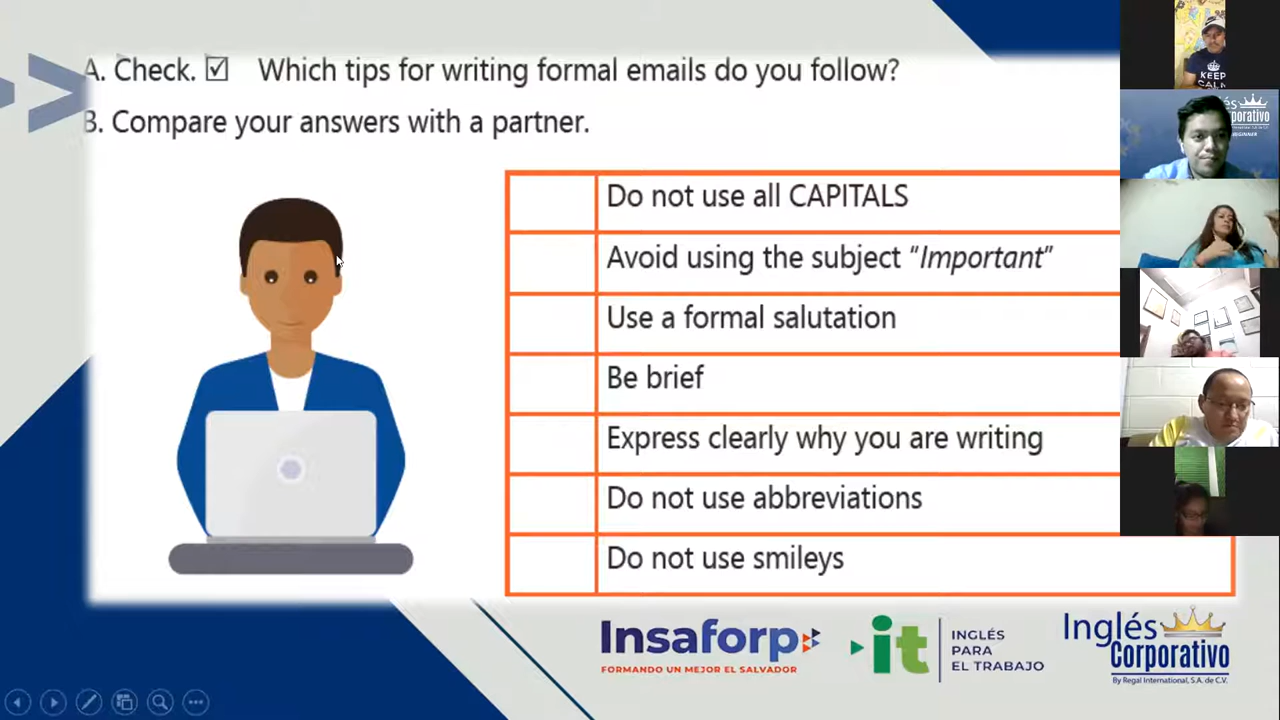 A. Check. ☑ Which tips for writing formal emails do you follow?
B. Compare your answers with a partner.
Do not use all CAPITALS
Avoid using the subject "Important"
Use a formal salutation
Be brief
Express clearly why you are writing
Do not use abbreviations
Do not use smileys
Insaforp
FORMANDO UN MEJOR EL SALVADOR
it
INGLÉS
PARA
EL TRABAJO
Inglés
Corporativo
By Regal International, S.A. de C.V.
KEEP
CALM
és
orporativo